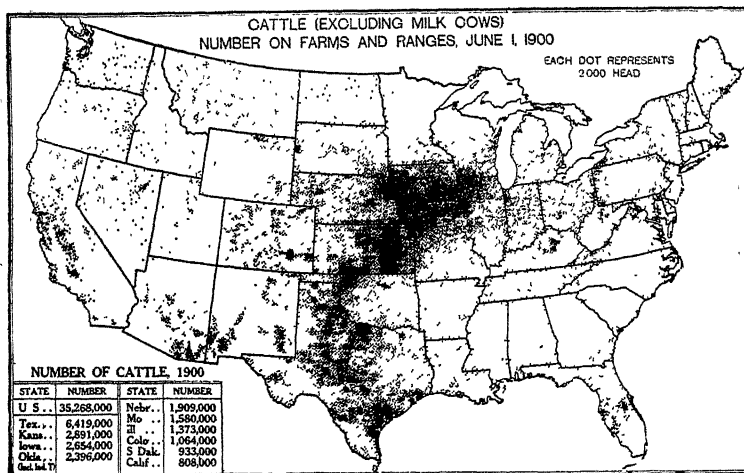 CATTLE (EXCLUDING MILK COWS)
NUMBER ON FARMS AND RANGES, JUNE 1, 1900
EACH DOT REPRESENTS
2000 HEAD
NUMBER OF CATTLE, 1900
STATE NUMBER STATE NUMBER
U S . . 35,268,000 Nebr. . 1,909,000
Tex. . . 6,419,000 Mo . . 1,580,000
Kans. . 2,891,000 Ill . . 1,373,000
Iowa . . 2,654,000 Colo . . 1,064,000
Okla . . 2,396,000 S Dak. 933,000
(Incl. Ind. T) Calif . . 808,000